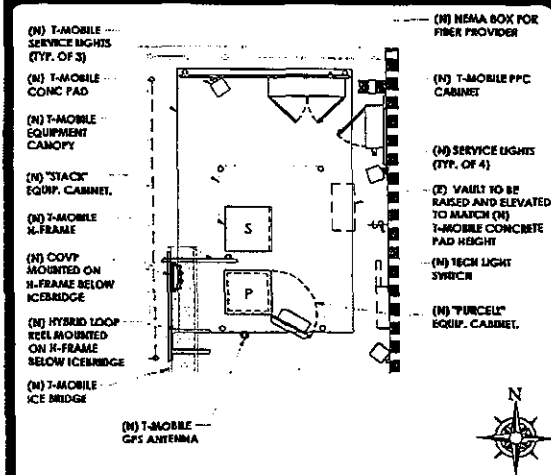 (N) T-MOBILE
SERVICE LIGHTS
(TYP. OF 3)
(N) T-MOBILE
CONC PAD
(N) T-MOBILE
EQUIPMENT
CANOPY
(N) "STACK"
EQUIP. CABINET.
(N) T-MOBILE
H-FRAME
(N) COVP
MOUNTED ON
H-FRAME BELOW
ICEBRIDGE
(N) HYBRID LOOP
REEL MOUNTED
ON H-FRAME
BELOW ICEBRIDGE
(N) T-MOBILE
ICE BRIDGE
(N) T-MOBILE
GPS ANTENNA
S
P
(N) NEMA BOX FOR
FIBER PROVIDER
(N) T-MOBILE PPC
CABINET
(N) SERVICE LIGHTS
(TYP. OF 4)
(E) VAULT TO BE
RAISED AND ELEVATED
TO MATCH (N)
T-MOBILE CONCRETE
PAD HEIGHT
(N) TECH LIGHT
SWITCH
(N) "PURCELL"
EQUIP. CABINET.
N